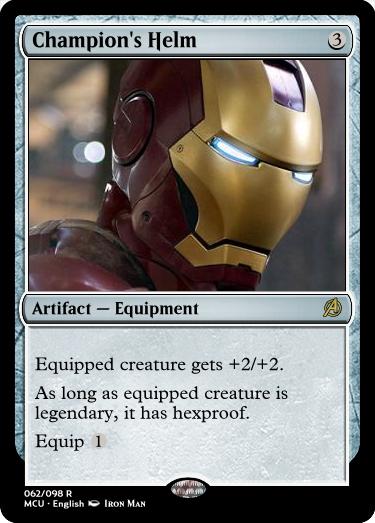 Champion's Helm 3
Artifact — Equipment
Equipped creature gets +2/+2.
As long as equipped creature is
legendary, it has hexproof.
Equip 1
062/098 R
MCU • English Iron Man